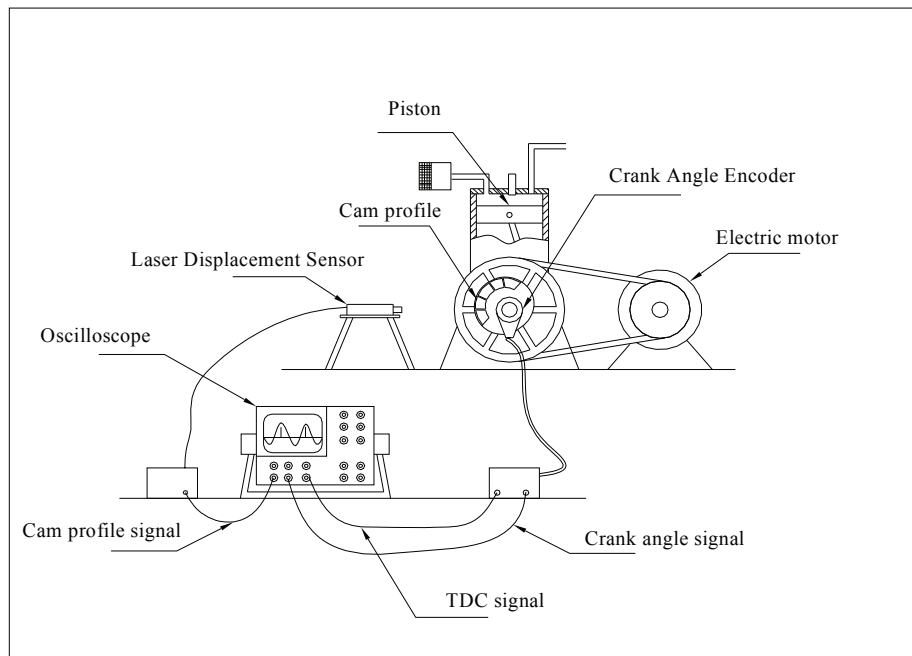 Piston
Crank Angle Encoder
Cam profile
Electric motor
Laser Displacement Sensor
Oscilloscope
Cam profile signal
Crank angle signal
TDC signal